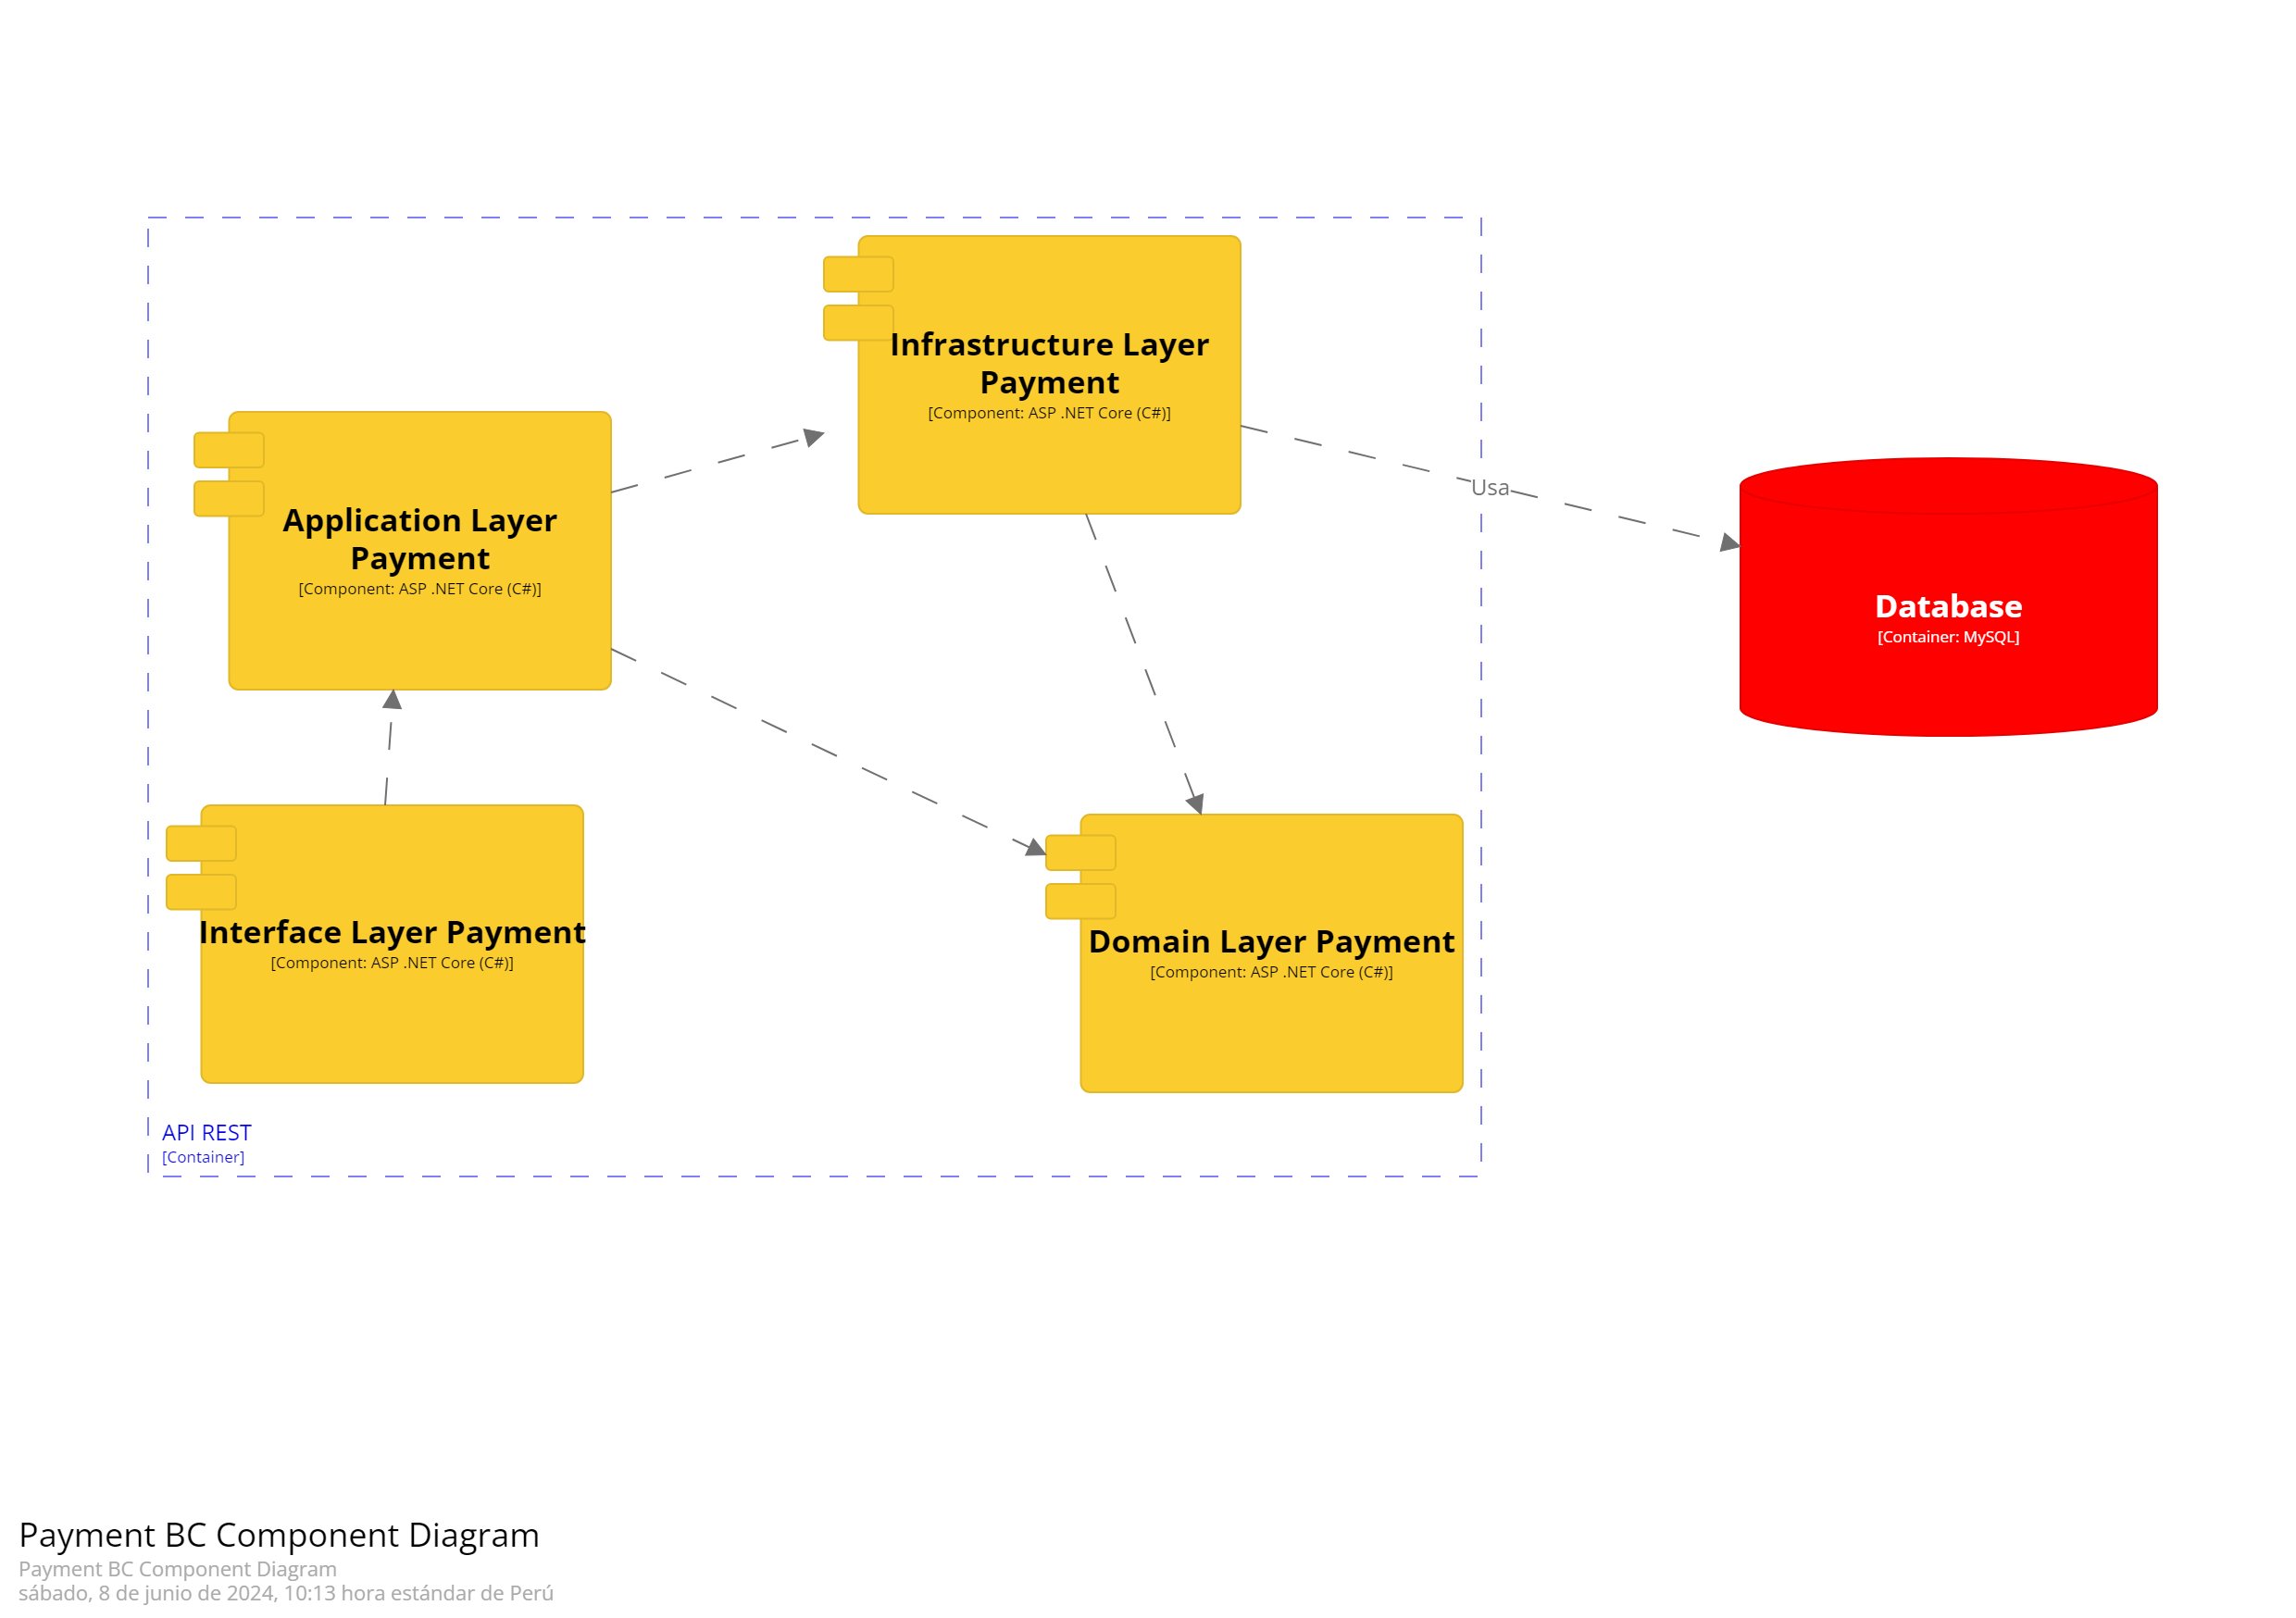 Infrastructure Layer
Payment
[Component: ASP .NET Core (C#)]
Application Layer
Payment
[Component: ASP .NET Core (C#)]
Usa
Database
[Container: MySQL]
Interface Layer Payment
[Component: ASP .NET Core (C#)]
Domain Layer Payment
[Component: ASP .NET Core (C#)]
API REST
[Container]
Payment BC Component Diagram
Payment BC Component Diagram
sábado, 8 de junio de 2024, 10:13 hora estándar de Perú